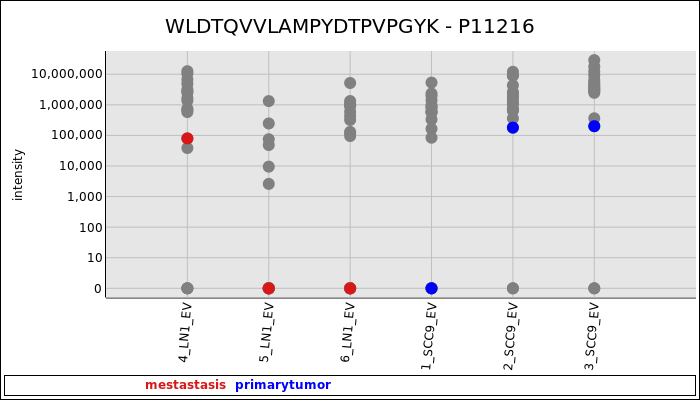 WLDTQVVLAMPYDTPVPGYK - P11216
10,000,000
1,000,000
100,000
10,000
1,000
100
10
0
intensity
4_LN1_EV
5_LN1_EV
6_LN1_EV
1_SCC9_EV
2_SCC9_EV
3_SCC9_EV
mestastasis primarytumor